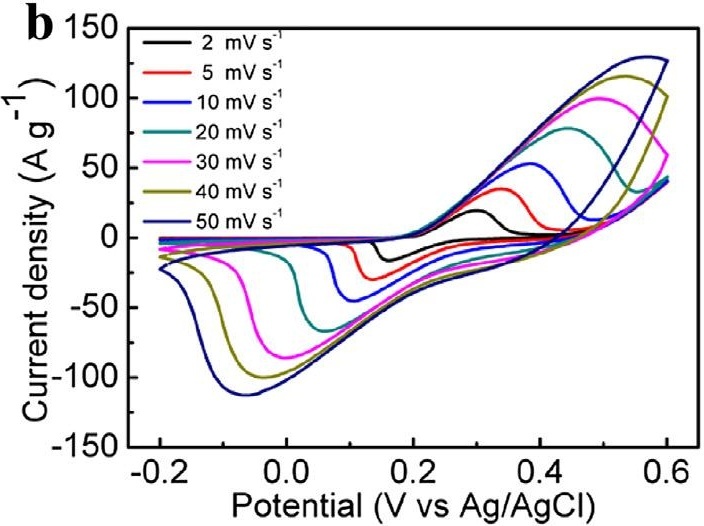 b
150
100
50
0
-50
-100
-150
Current density (A g⁻¹)
2 mV s⁻¹
5 mV s⁻¹
10 mV s⁻¹
20 mV s⁻¹
30 mV s⁻¹
40 mV s⁻¹
50 mV s⁻¹
-0.2 0.0 0.2 0.4 0.6
Potential (V vs Ag/AgCl)